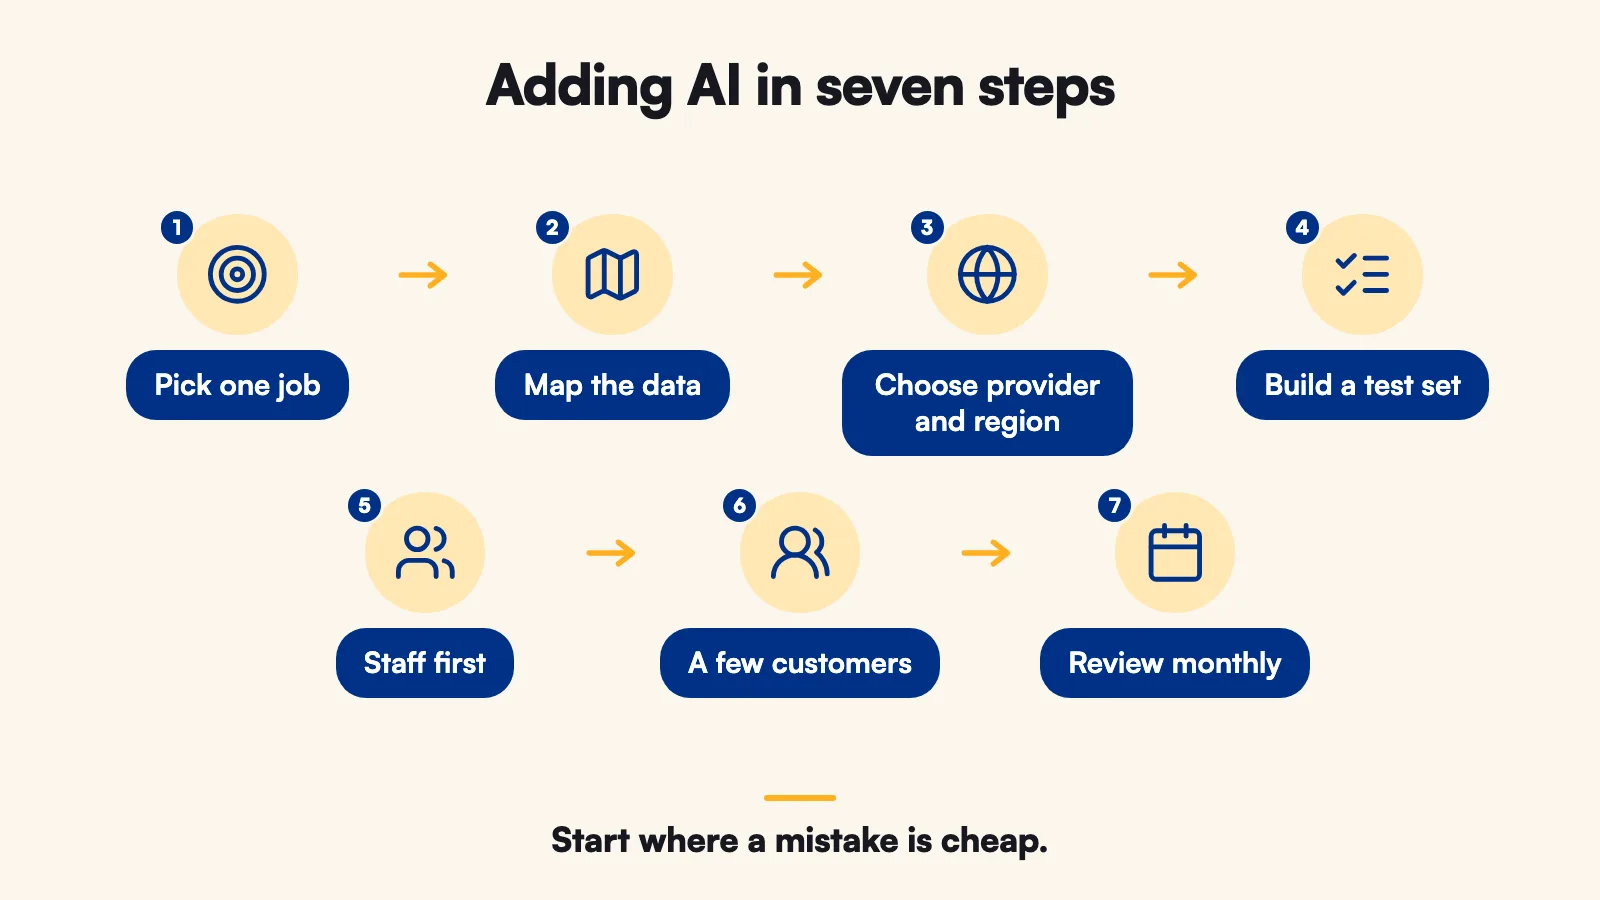 Adding AI in seven steps
1
2
3
4
Pick one job
Map the data
Choose provider
and region
Build a test set
5
6
7
Staff first
A few customers
Review monthly
Start where a mistake is cheap.